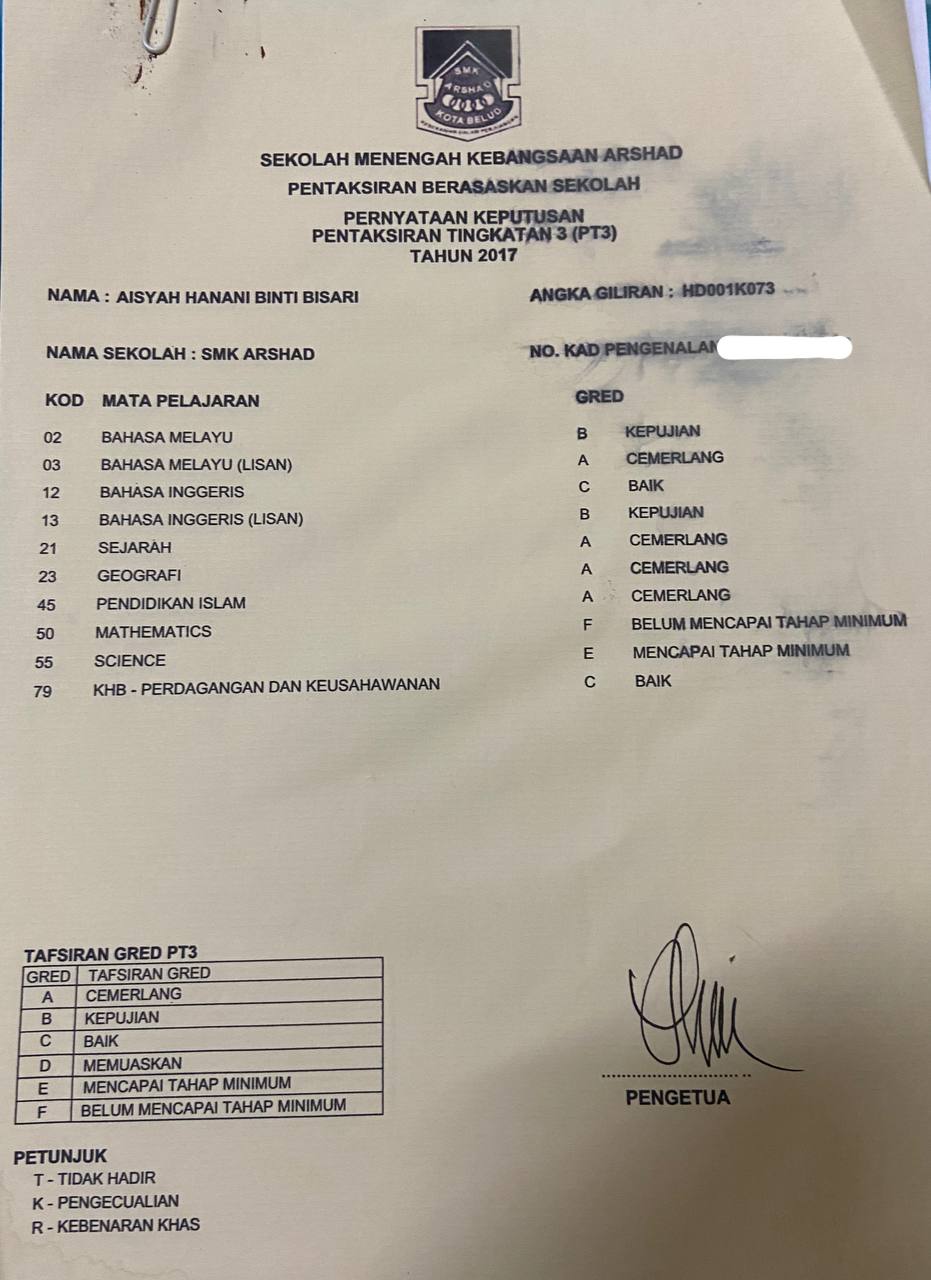 SMK
ARSHAD
KOTA BELUD
SEKOLAH MENENGAH KEBANGSAAN ARSHAD
PENTAKSIRAN BERASASKAN SEKOLAH
PERNYATAAN KEPUTUSAN
PENTAKSIRAN TINGKATAN 3 (PT3)
TAHUN 2017
NAMA : AISYAH HANANI BINTI BISARI ANGKA GILIRAN : HD001K073
NAMA SEKOLAH : SMK ARSHAD NO. KAD PENGENALAN
KOD MATA PELAJARAN GRED
02 BAHASA MELAYU B KEPUJIAN
03 BAHASA MELAYU (LISAN) A CEMERLANG
12 BAHASA INGGERIS C BAIK
13 BAHASA INGGERIS (LISAN) B KEPUJIAN
21 SEJARAH A CEMERLANG
23 GEOGRAFI A CEMERLANG
45 PENDIDIKAN ISLAM A CEMERLANG
50 MATHEMATICS F BELUM MENCAPAI TAHAP MINIMUM
55 SCIENCE E MENCAPAI TAHAP MINIMUM
79 KHB - PERDAGANGAN DAN KEUSAHAWANAN C BAIK
TAFSIRAN GRED PT3
GRED TAFSIRAN GRED
A CEMERLANG
B KEPUJIAN
C BAIK
D MEMUASKAN
E MENCAPAI TAHAP MINIMUM
F BELUM MENCAPAI TAHAP MINIMUM
PENGETUA
PETUNJUK
T - TIDAK HADIR
K - PENGECUALIAN
R - KEBENARAN KHAS